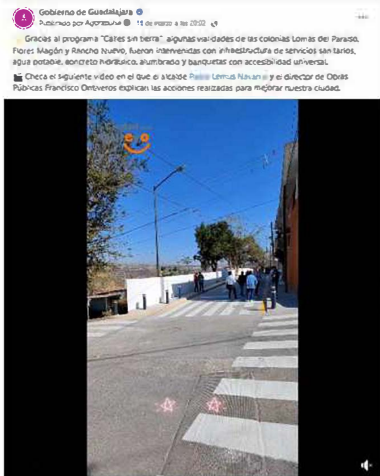 Gobierno de Guadalajara
Publicado por Agorapulse · 15 de marzo a las 20:02 ·
Gracias al programa "Calles sin tierra", algunas vialidades de las colonias Lomas del Paraíso,
Flores Magón y Rancho Nuevo, fueron intervenidas con infraestructura de servicios sanitarios,
agua potable, concreto hidráulico, alumbrado y banquetas con accesibilidad universal.
Checa el siguiente video en el que el alcalde Pablo Lemus Navarro y el director de Obras
Públicas Francisco Ontiveros explican las acciones realizadas para mejorar nuestra ciudad.